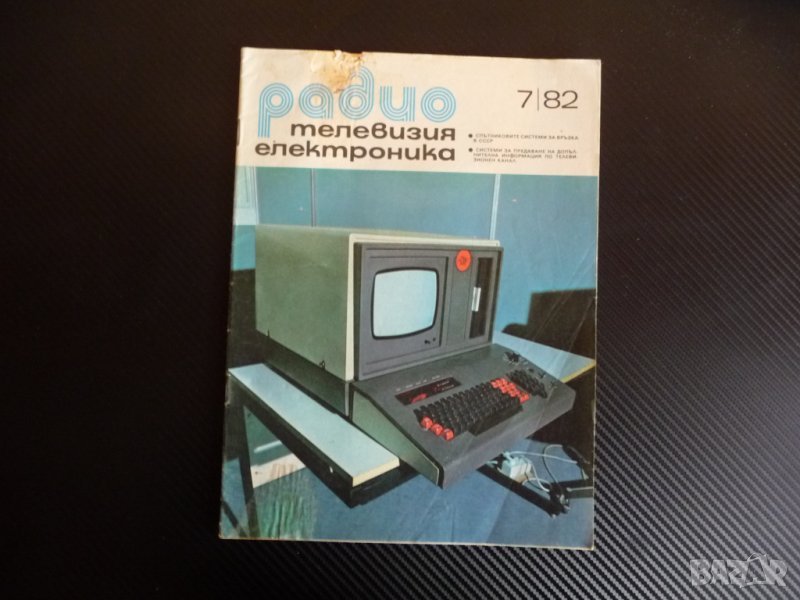 радио
телевизия
електроника
7|82
• СПЪТНИКОВИТЕ СИСТЕМИ ЗА ВРЪЗКА
В СССР
• СИСТЕМИ ЗА ПРЕДАВАНЕ НА ДОПЪЛ-
НИТЕЛНА ИНФОРМАЦИЯ ПО ТЕЛЕВИ
ЗИОНЕН КАНАЛ
BAZAR